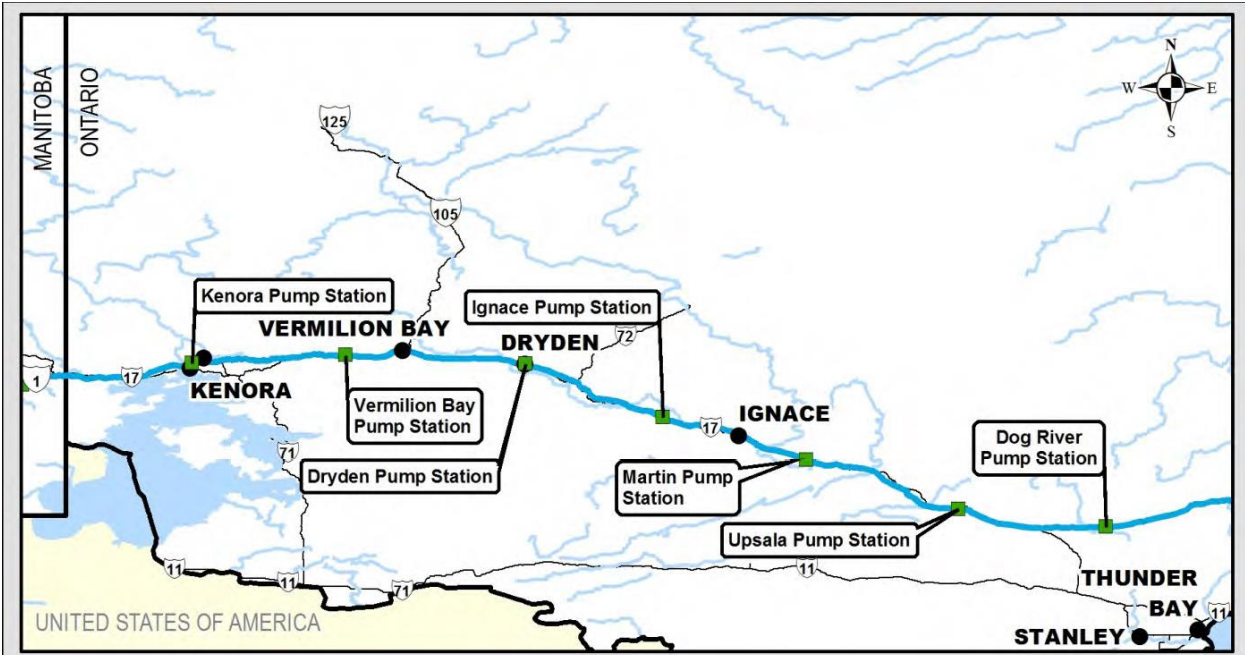 MANITOBA
ONTARIO
N
W
E
S
125
105
Kenora Pump Station
Ignace Pump Station
VERMILION BAY
72
DRYDEN
1
17
KENORA
Vermilion Bay
Pump Station
17
IGNACE
71
Dryden Pump Station
Martin Pump
Station
Dog River
Pump Station
Upsala Pump Station
11
11
71
11
THUNDER
BAY
11
STANLEY
UNITED STATES OF AMERICA